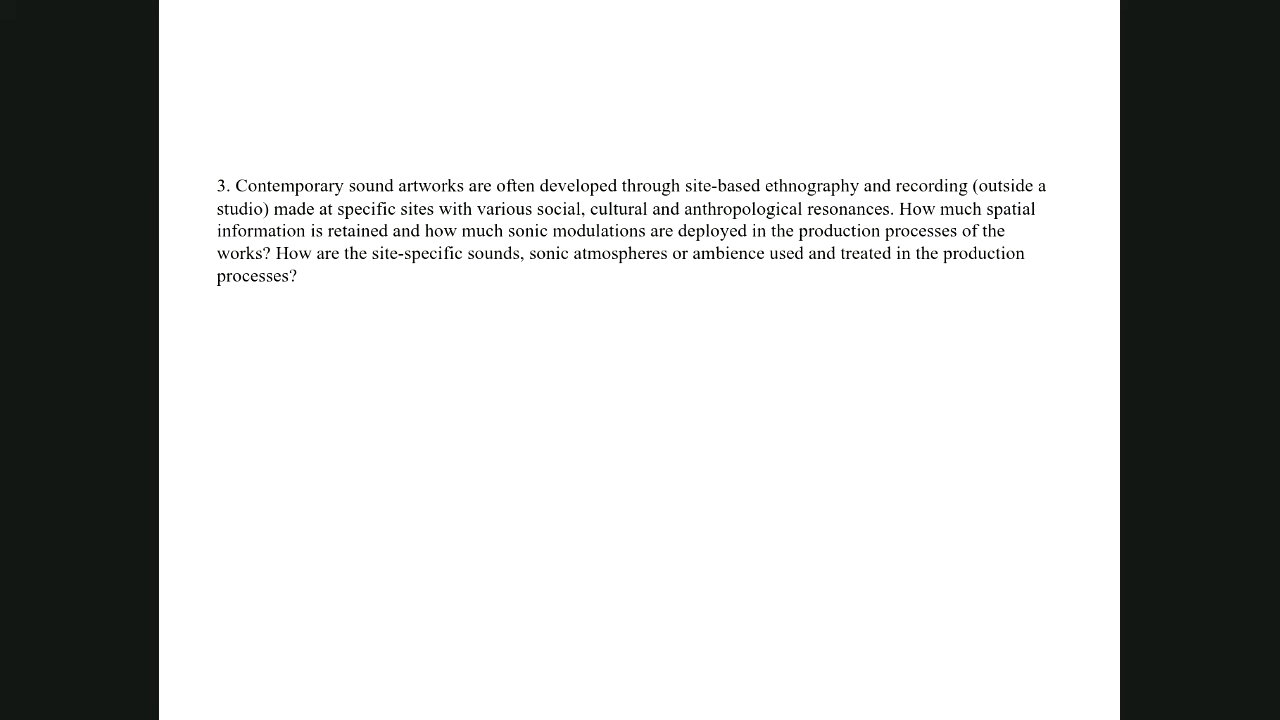 3. Contemporary sound artworks are often developed through site-based ethnography and recording (outside a
studio) made at specific sites with various social, cultural and anthropological resonances. How much spatial
information is retained and how much sonic modulations are deployed in the production processes of the
works? How are the site-specific sounds, sonic atmospheres or ambience used and treated in the production
processes?